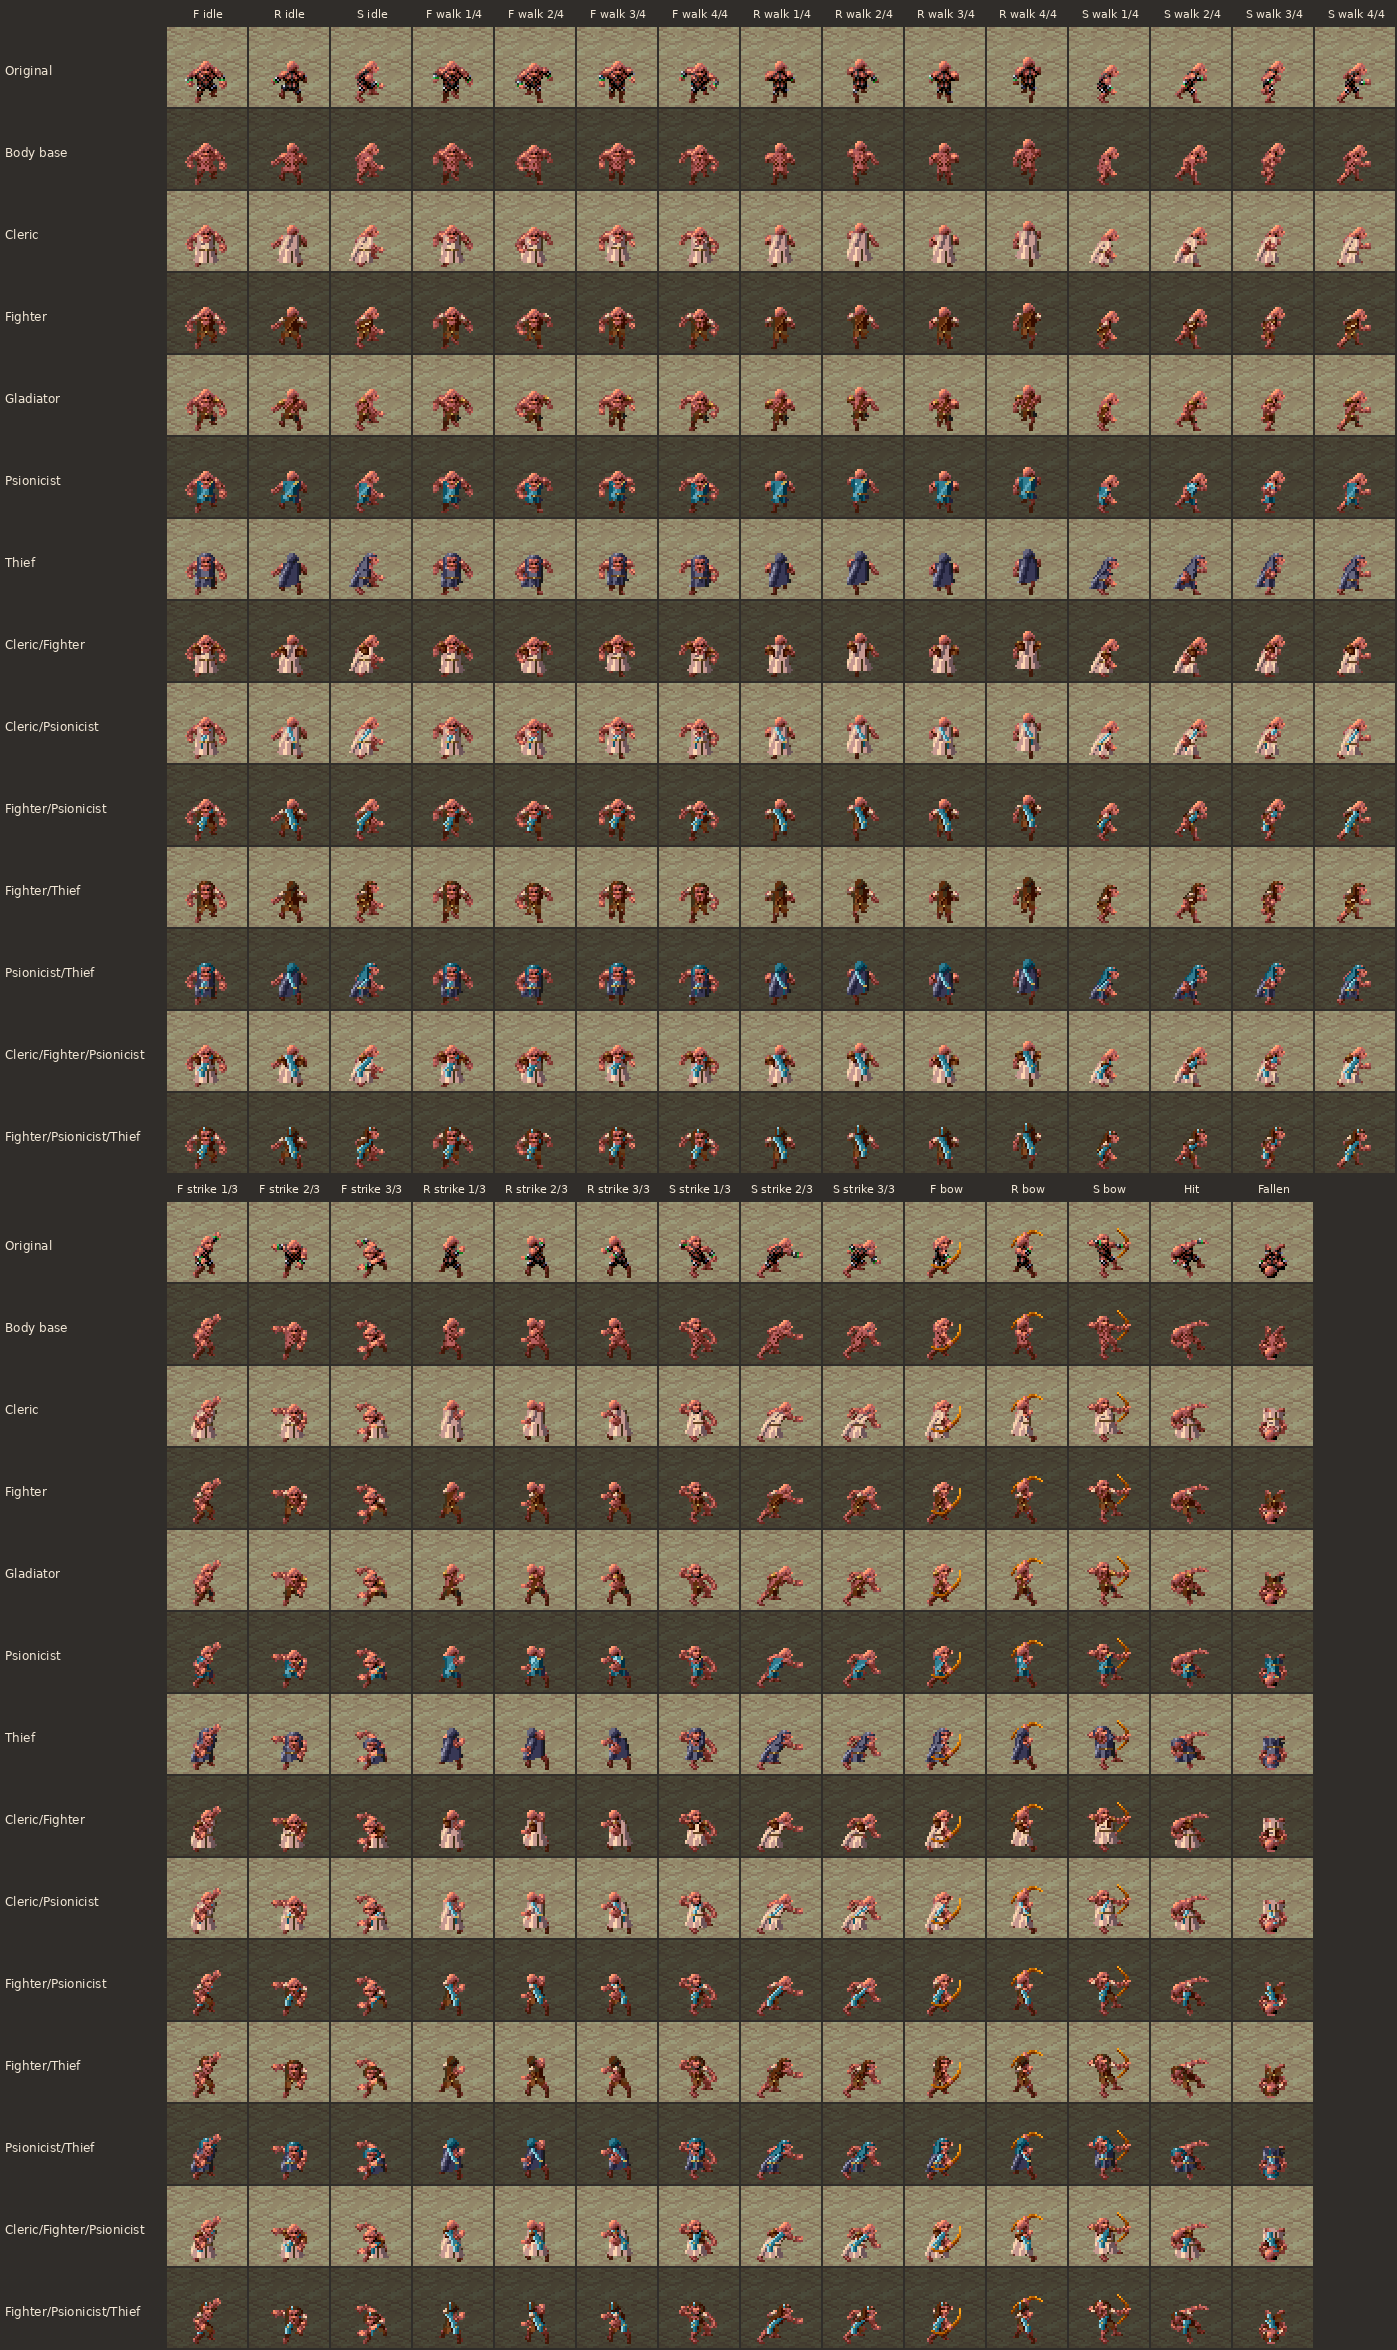 F idle R idle S idle F walk 1/4 F walk 2/4 F walk 3/4 F walk 4/4 R walk 1/4 R walk 2/4 R walk 3/4 R walk 4/4 S walk 1/4 S walk 2/4 S walk 3/4 S walk 4/4
Original
Body base
Cleric
Fighter
Gladiator
Psionicist
Thief
Cleric/Fighter
Cleric/Psionicist
Fighter/Psionicist
Fighter/Thief
Psionicist/Thief
Cleric/Fighter/Psionicist
Fighter/Psionicist/Thief
F strike 1/3 F strike 2/3 F strike 3/3 R strike 1/3 R strike 2/3 R strike 3/3 S strike 1/3 S strike 2/3 S strike 3/3 F bow R bow S bow Hit Fallen
Original
Body base
Cleric
Fighter
Gladiator
Psionicist
Thief
Cleric/Fighter
Cleric/Psionicist
Fighter/Psionicist
Fighter/Thief
Psionicist/Thief
Cleric/Fighter/Psionicist
Fighter/Psionicist/Thief